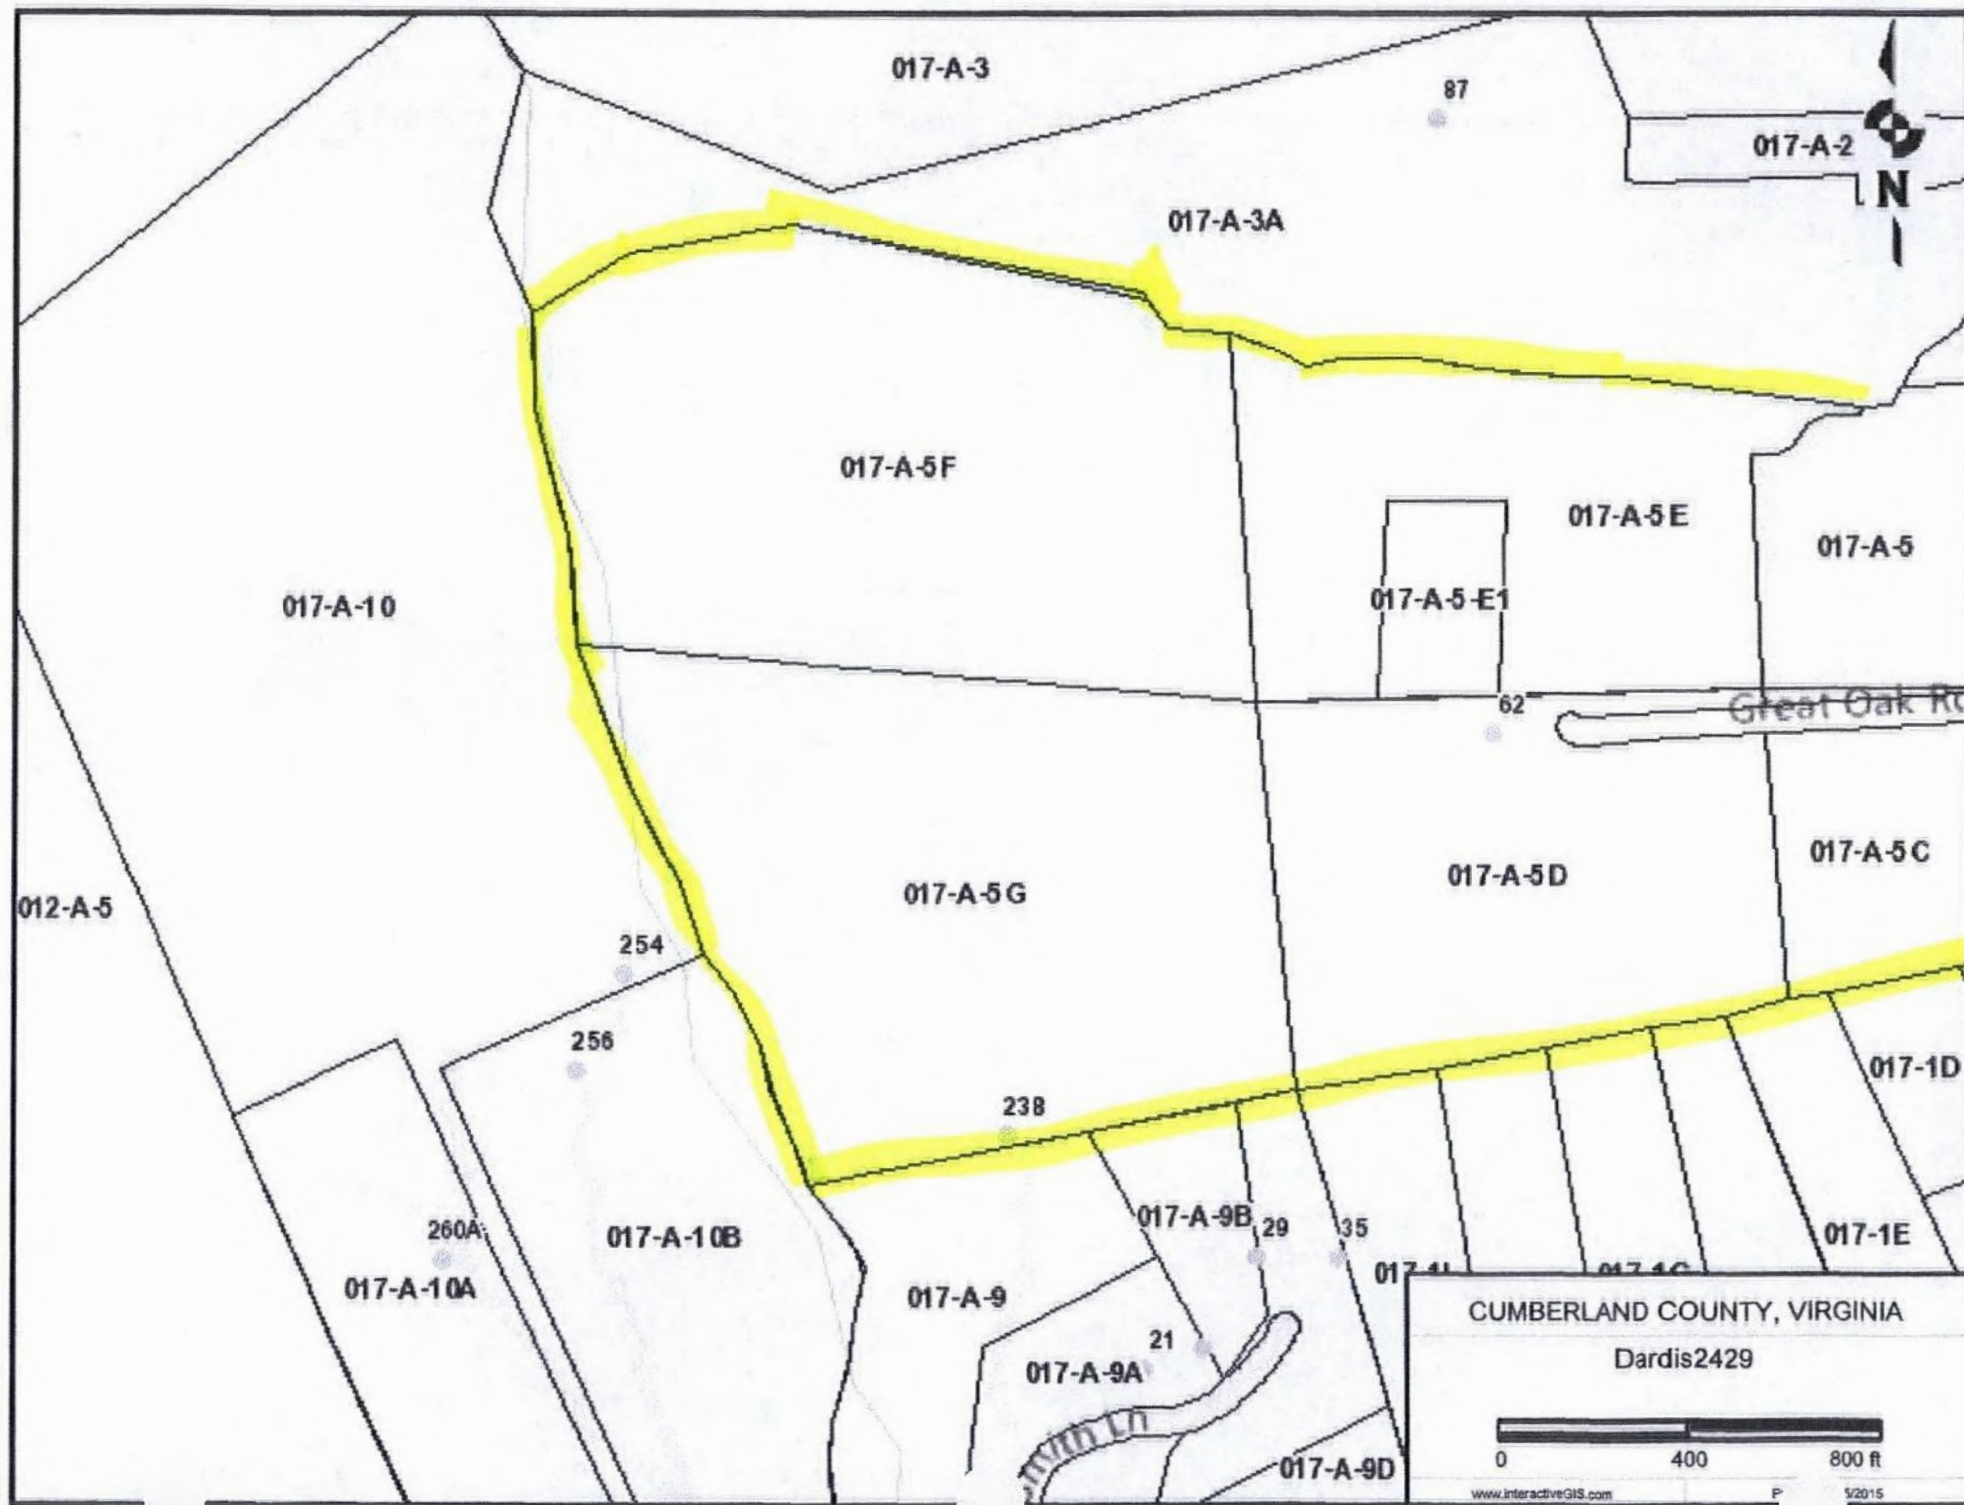 017-A-3
87
017-A-2
N
017-A-3A
017-A-5F
017-A-5E
017-A-5
017-A-10
017-A-5-E1
62
Great Oak
017-A-5C
017-A-5D
017-A-5G
012-A-5
254
256
017-1D
238
017-A-9B
29
35
260A
017-A-10B
017-1E
017-A-10A
017-A-9
21
017-A-9A
Ln
017-A-9D
CUMBERLAND COUNTY, VIRGINIA
Dardis2429
0 400 800 ft
www.interactiveGIS.com